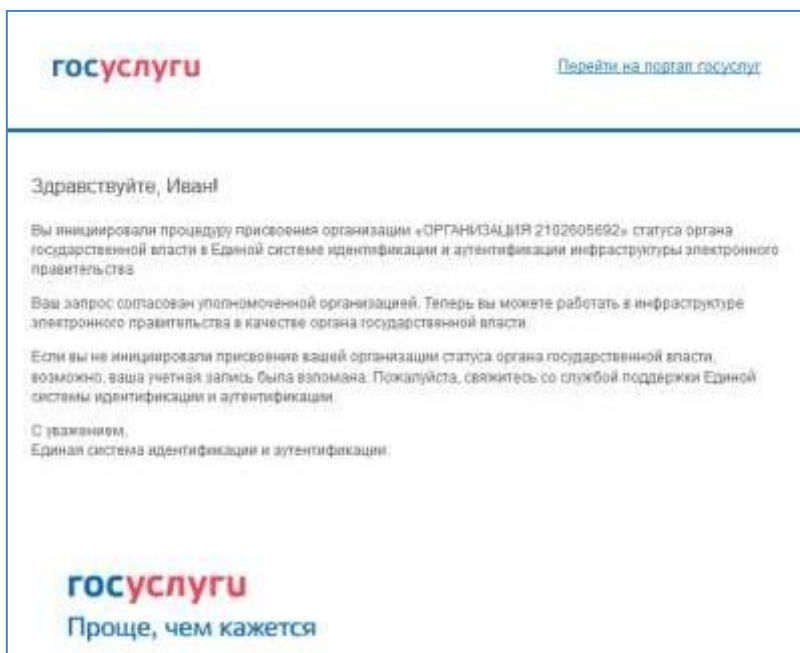 госуслуги
Перейти на портал госуслуг
Здравствуйте, Иван!
Вы инициировали процедуру присвоения организации «ОРГАНИЗАЦИЯ 2102605692» статуса органа
государственной власти в Единой системе идентификации и аутентификации инфраструктуры электронного
правительства
Ваш запрос согласован уполномоченной организацией. Теперь вы можете работать в инфраструктуре
электронного правительства в качестве органа государственной власти.
Если вы не инициировали присвоение вашей организации статуса органа государственной власти,
возможно, ваша учетная запись была взломана. Пожалуйста, свяжитесь со службой поддержки Единой
системы идентификации и аутентификации
С уважением,
Единая система идентификации и аутентификации.
госуслуги
Проще, чем кажется